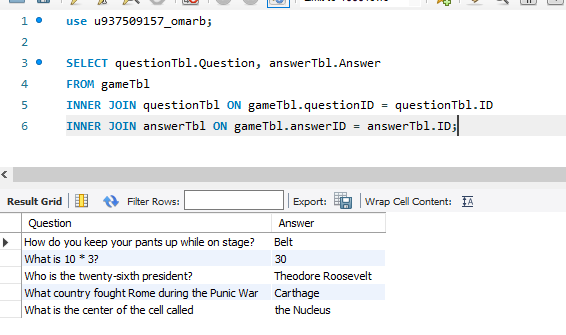 1 use u937509157_omarb;
2
3 SELECT questionTbl.Question, answerTbl.Answer
4 FROM gameTbl
5 INNER JOIN questionTbl ON gameTbl.questionID = questionTbl.ID
6 INNER JOIN answerTbl ON gameTbl.answerID = answerTbl.ID;
Result Grid Filter Rows: Export: Wrap Cell Content: IA
Question Answer
How do you keep your pants up while on stage? Belt
What is 10 * 3? 30
Who is the twenty-sixth president? Theodore Roosevelt
What country fought Rome during the Punic War Carthage
What is the center of the cell called the Nucleus